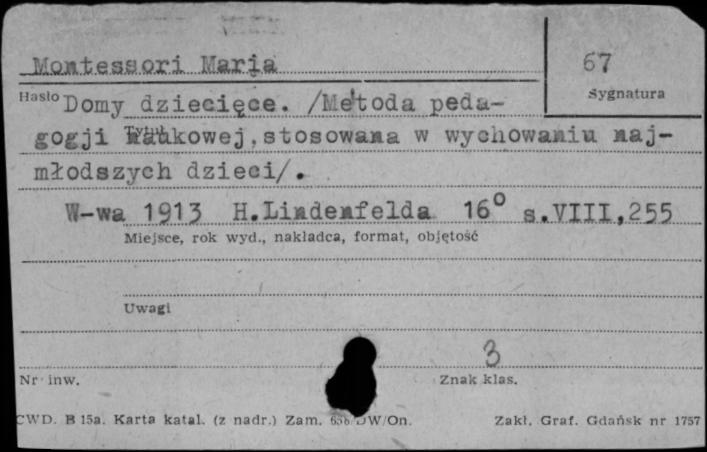 Montessori Maria
67
Hasło
Sygnatura
Domy dziecięce. /Metoda peda-
gogji naukowej, stosowana w wychowaniu naj-
Tytuł
młodszych dzieci/.
W-wa 1913 H.Lindenfelda 16° s.VIII,255
Miejsce, rok wyd., nakładca, format, objętość
Uwagi
3
Nr inw.
Znak klas.
CWD. B 15a. Karta katal. (z nadr.) Zam. DW/On.
Zakł. Graf. Gdańsk nr 1757